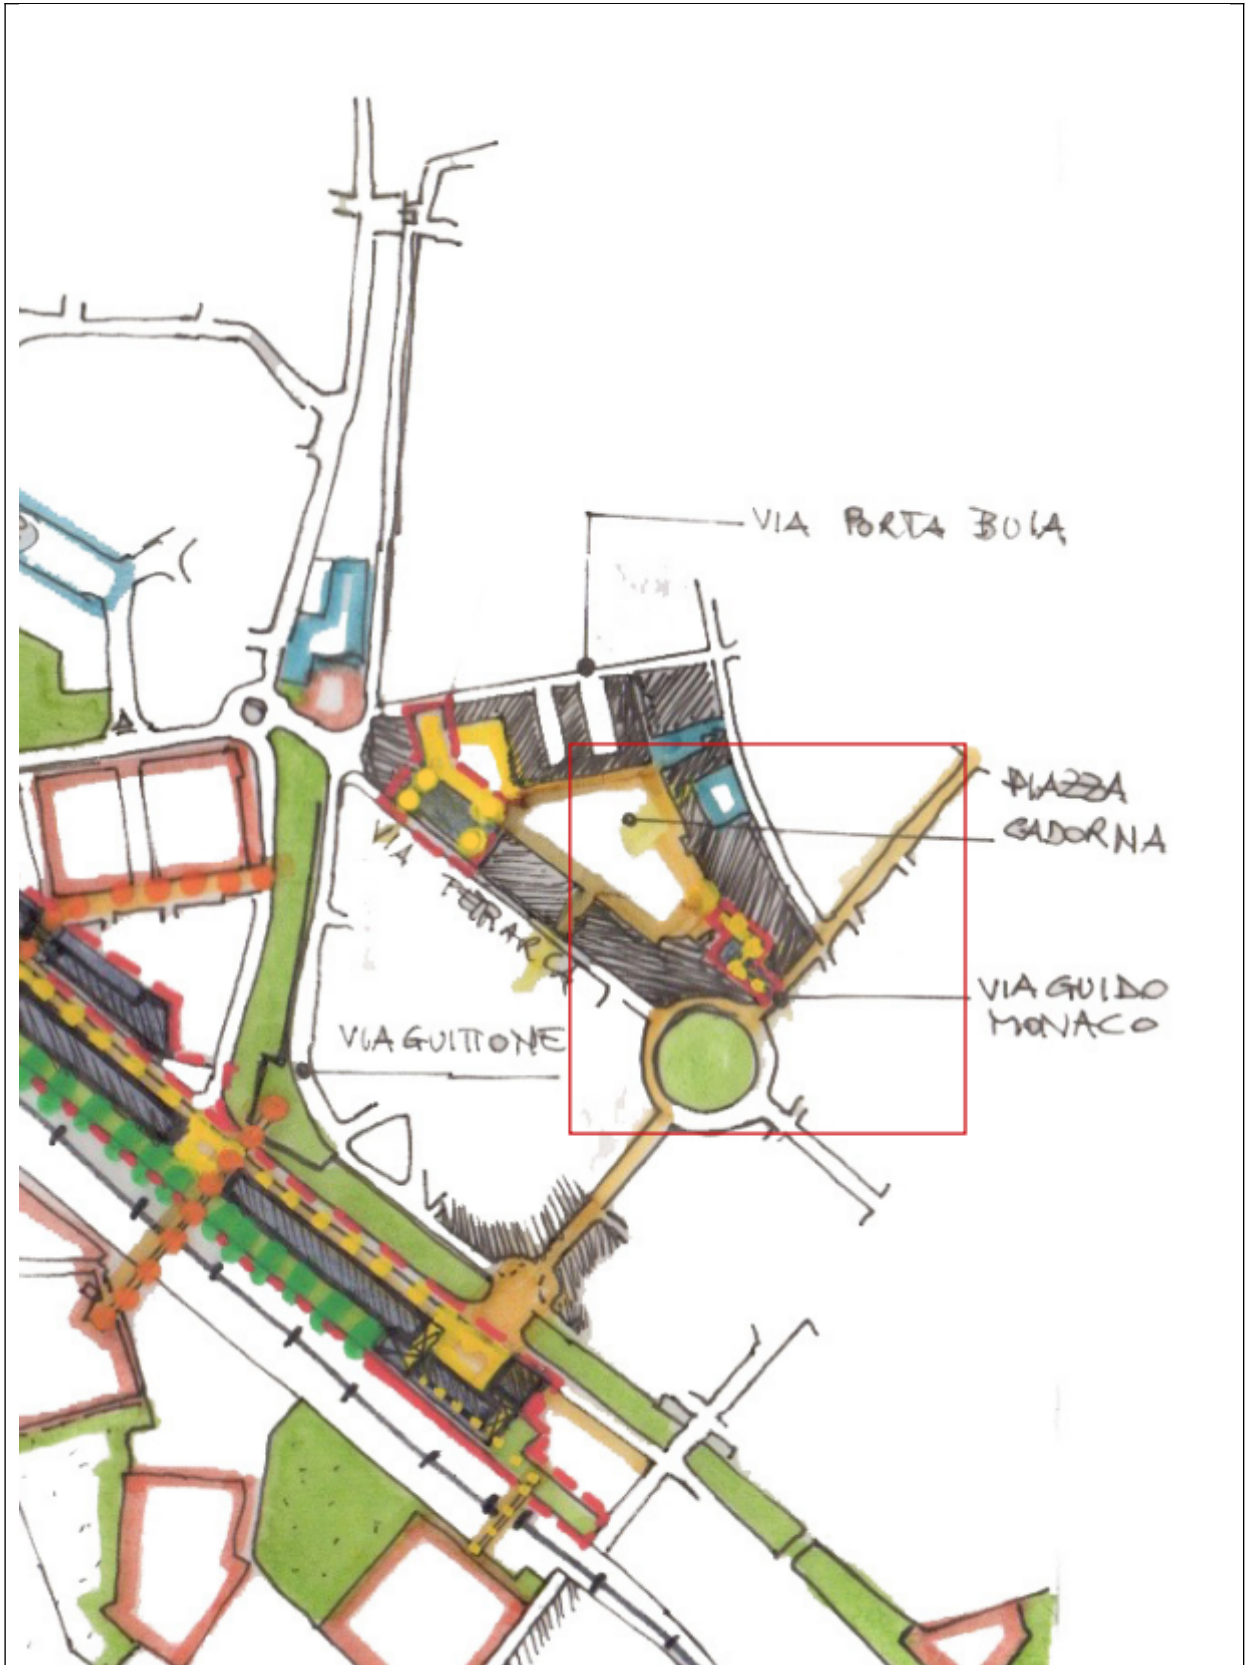 VIA PORTA BUIA
PIAZZA
CADORNA
VIA
PETRARCA
VIA GUIDO
MONACO
VIA GUITTONE